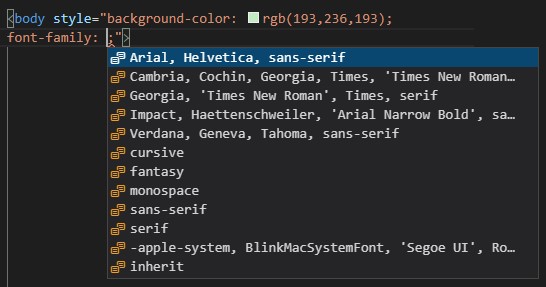 <body style="background-color: rgb(193,236,193);
font-family: ;">
Arial, Helvetica, sans-serif
Cambria, Cochin, Georgia, Times, 'Times New Roman…
Georgia, 'Times New Roman', Times, serif
Impact, Haettenschweiler, 'Arial Narrow Bold', sa…
Verdana, Geneva, Tahoma, sans-serif
cursive
fantasy
monospace
sans-serif
serif
-apple-system, BlinkMacSystemFont, 'Segoe UI', Ro…
inherit